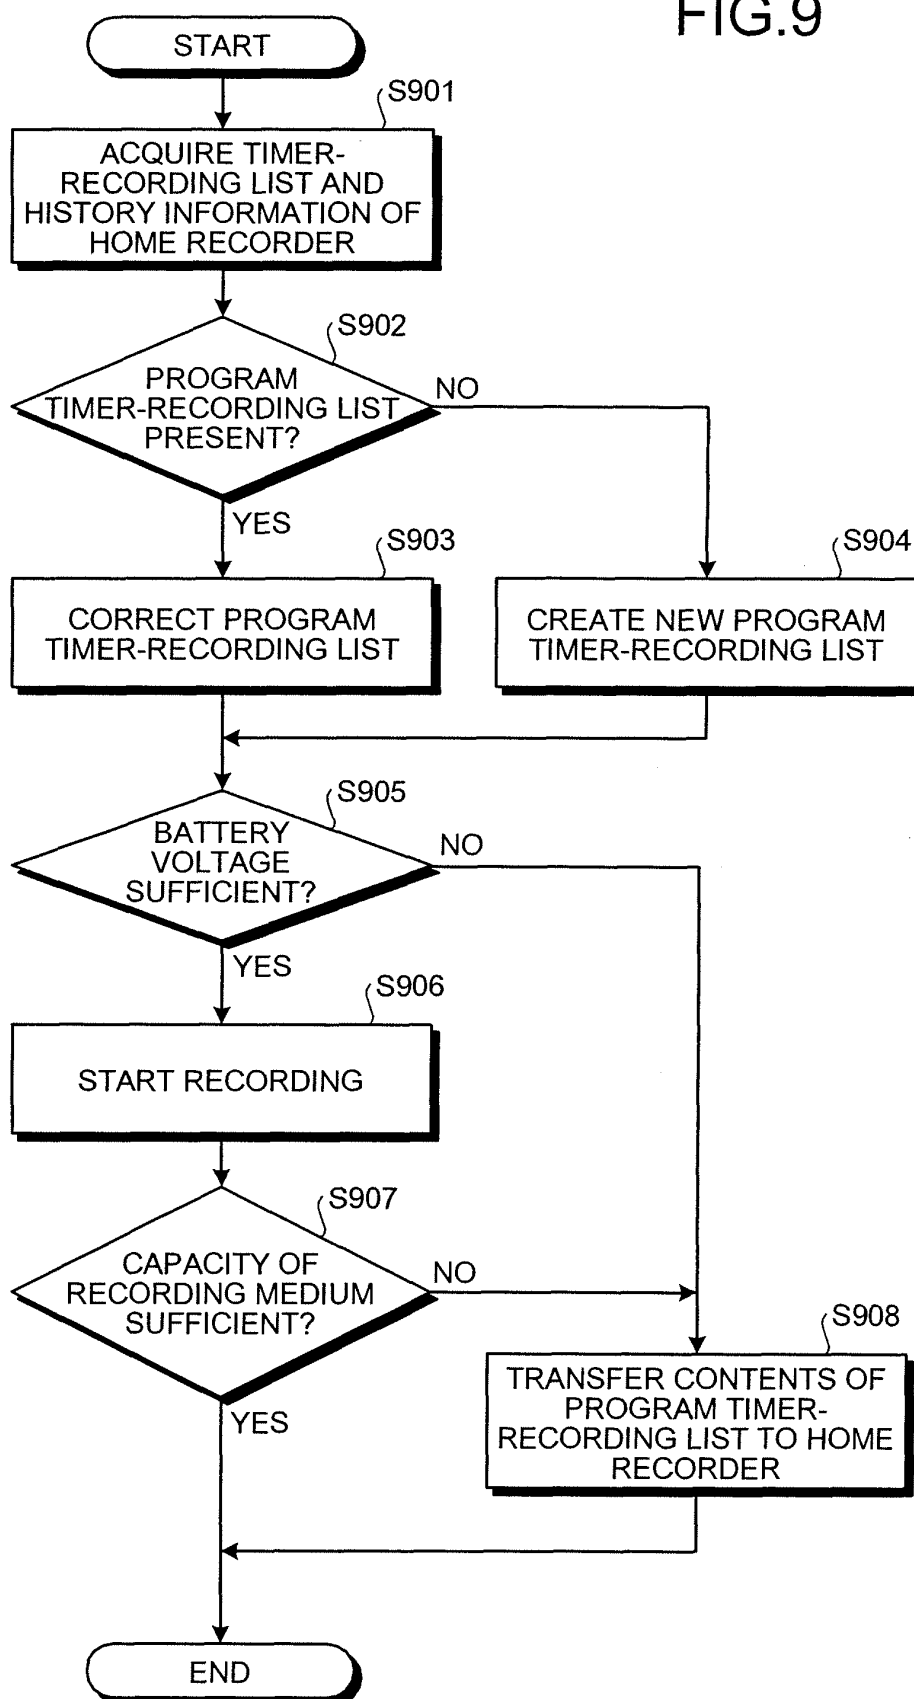 FIG.9
START
S901
ACQUIRE TIMER-
RECORDING LIST AND
HISTORY INFORMATION OF
HOME RECORDER
S902
PROGRAM
TIMER-RECORDING LIST
PRESENT?
NO
YES
S903
CORRECT PROGRAM
TIMER-RECORDING LIST
S904
CREATE NEW PROGRAM
TIMER-RECORDING LIST
S905
BATTERY
VOLTAGE
SUFFICIENT?
NO
YES
S906
START RECORDING
S907
CAPACITY OF
RECORDING MEDIUM
SUFFICIENT?
NO
YES
S908
TRANSFER CONTENTS OF
PROGRAM TIMER-
RECORDING LIST TO HOME
RECORDER
END